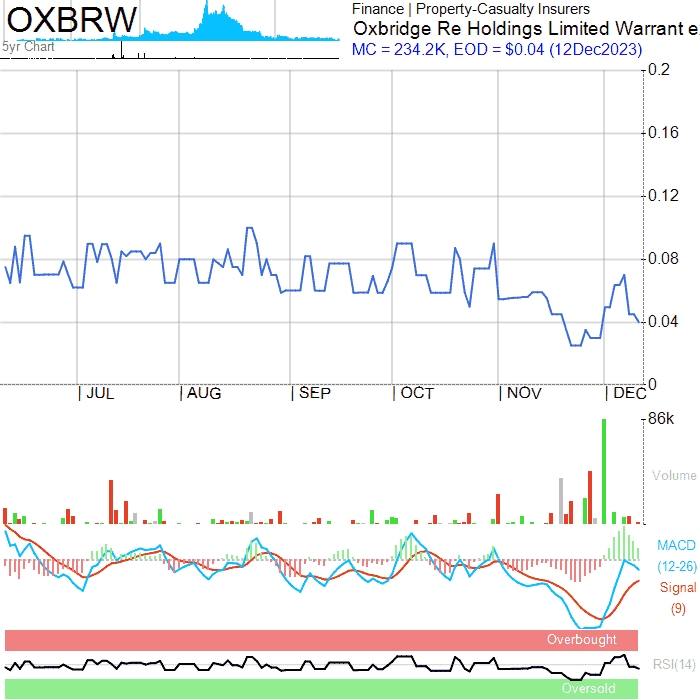 OXBRW
5yr Chart
Finance | Property-Casualty Insurers
Oxbridge Re Holdings Limited Warrant e
MC = 234.2K, EOD = $0.04 (12Dec2023)
0.2
0.16
0.12
0.08
0.04
0
| JUL | AUG | SEP | OCT | NOV | DEC
86k
Volume
MACD
(12-26)
Signal
(9)
Overbought
RSI(14)
Oversold